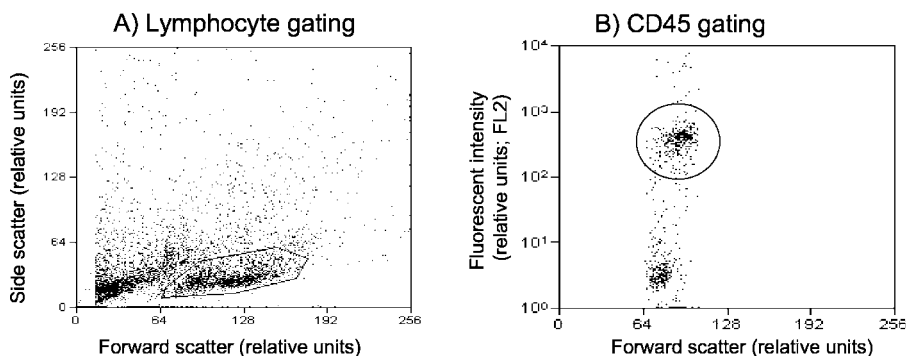 A) Lymphocyte gating
Side scatter (relative units)
256
192
128
64
0
0 64 128 192 256
Forward scatter (relative units)
B) CD45 gating
Fluorescent intensity
(relative units; FL2)
10⁴
10³
10²
10¹
10⁰
0 64 128 192 256
Forward scatter (relative units)